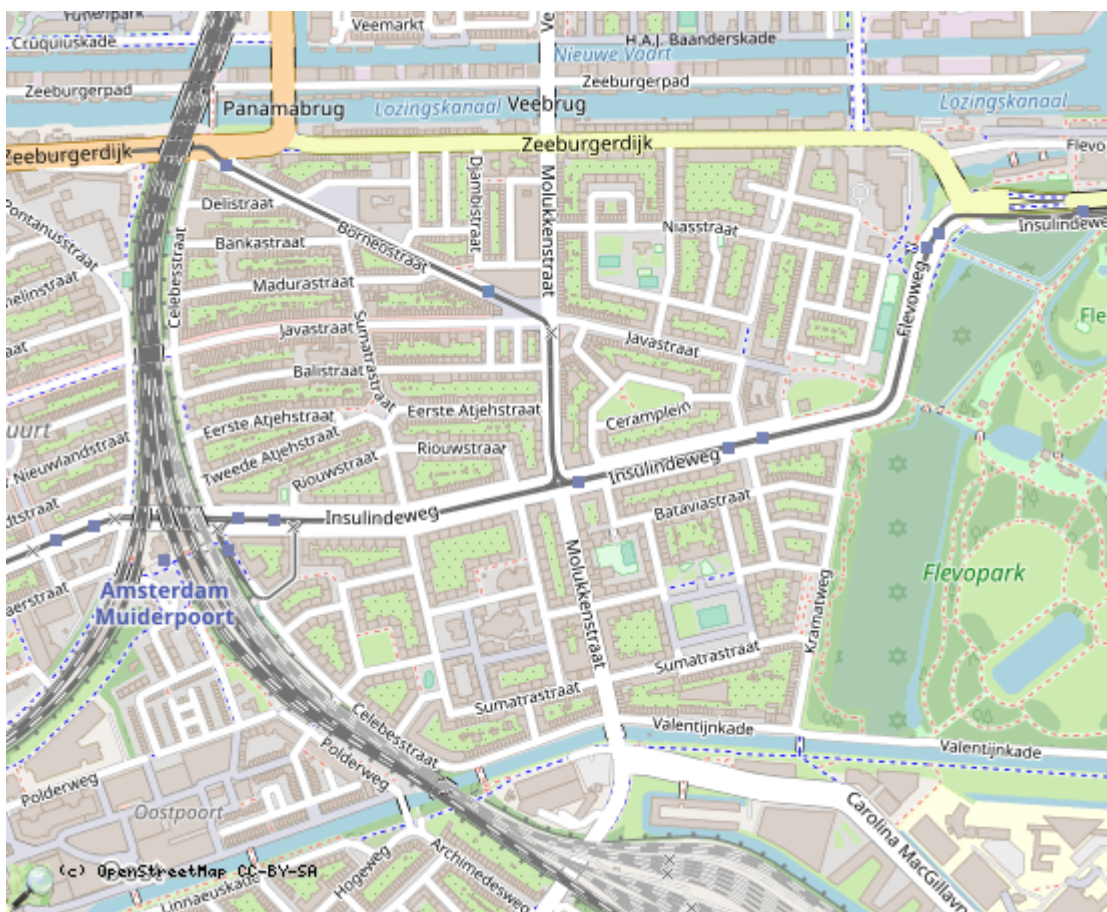 Veemarkt
Cruquiuskade
H.A.J. Baanderskade
Nieuwe Vaart
Zeeburgerpad
Zeeburgerpad
Panamabrug
Lozingskanaal
Veebrug
Lozingskanaal
Zeeburgerdijk
Zeeburgerdijk
Flevo
Pontanusstraat
Delistraat
Djambistraat
Molukkenstraat
Niasstraat
Insulindeweg
Bankastraat
Borneostraat
Celebesstraat
Madurastraat
Flevoweg
Javastraat
Sumatrastraat
Javastraat
Balistraat
Eerste Atjehstraat
Eerste Atjehstraat
Ceramplein
Tweede Atjehstraat
Riouwstraat
Riouwstraat
Nieuwlandstraat
Insulindeweg
Insulindeweg
Bataviastraat
Amsterdam
Muiderpoort
Molukkenstraat
Flevopark
Kramatweg
Sumatrastraat
Sumatrastraat
Celebesstraat
Valentijnkade
Valentijnkade
Polderweg
Polderweg
Oostpoort
Carolina MacGillavry
Archimedesweg
Hogeweg
Linnaeuskade
(c) OpenStreetMap CC-BY-SA